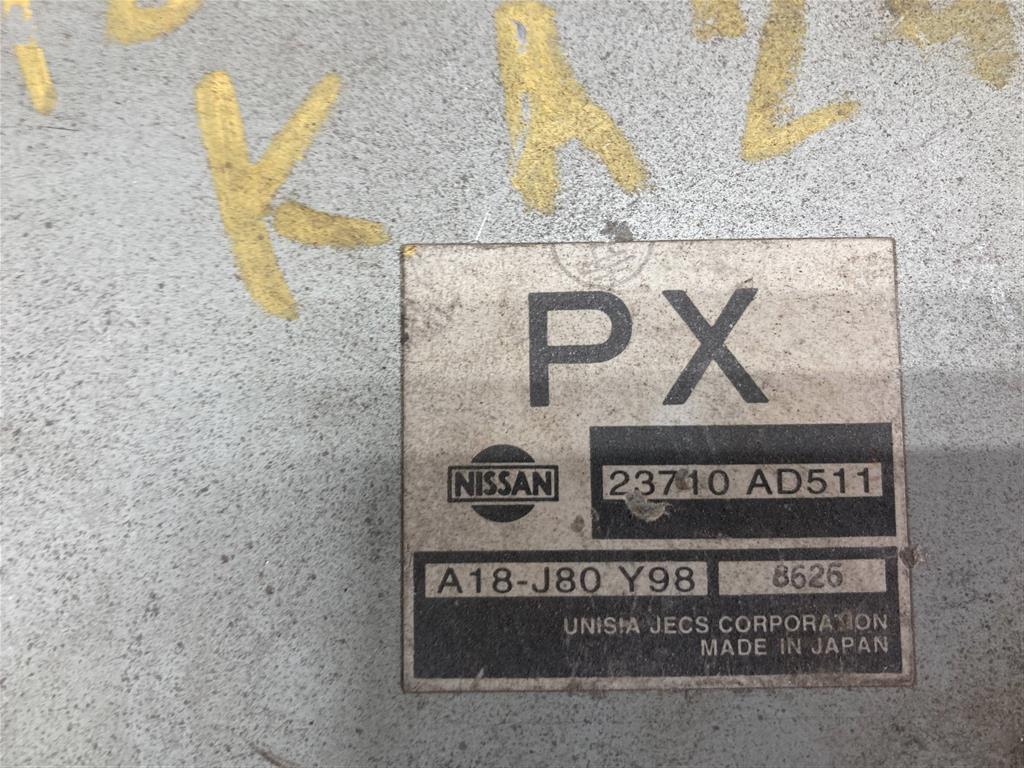 K A Z
PX
NISSAN
23710 AD511
A18-J80 Y98
8626
UNISIA JECS CORPORATION
MADE IN JAPAN